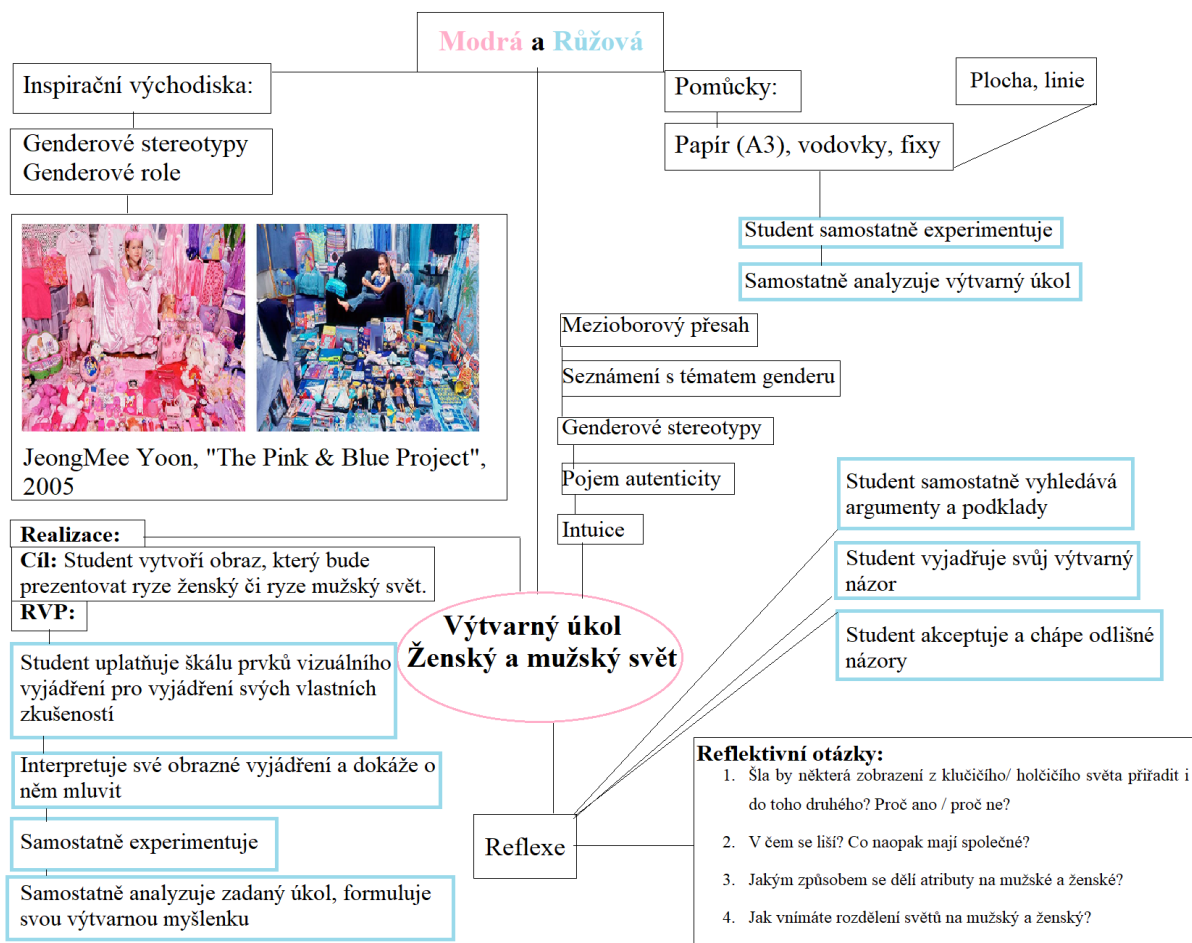 Modrá a Růžová
Inspirační východiska:
Genderové stereotypy
Genderové role
JeongMee Yoon, "The Pink & Blue Project",
2005
Pomůcky:
Plocha, linie
Papír (A3), vodovky, fixy
Student samostatně experimentuje
Samostatně analyzuje výtvarný úkol
Mezioborový přesah
Seznámení s tématem genderu
Genderové stereotypy
Pojem autenticity
Intuice
Student samostatně vyhledává
argumenty a podklady
Student vyjadřuje svůj výtvarný
názor
Student akceptuje a chápe odlišné
názory
Realizace:
Cíl: Student vytvoří obraz, který bude
prezentovat ryze ženský či ryze mužský svět.
RVP:
Student uplatňuje škálu prvků vizuálního
vyjádření pro vyjádření svých vlastních
zkušeností
Interpretuje své obrazné vyjádření a dokáže o
něm mluvit
Samostatně experimentuje
Samostatně analyzuje zadaný úkol, formuluje
svou výtvarnou myšlenku
Výtvarný úkol
Ženský a mužský svět
Reflexe
Reflektivní otázky:
1. Šla by některá zobrazení z klučičího/ holčičího světa přiřadit i
do toho druhého? Proč ano / proč ne?
2. V čem se liší? Co naopak mají společné?
3. Jakým způsobem se dělí atributy na mužské a ženské?
4. Jak vnímáte rozdělení světů na mužský a ženský?